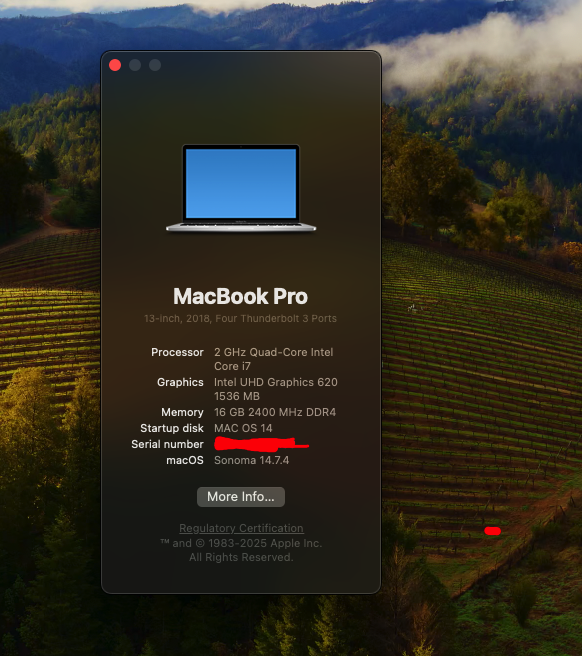 MacBook Pro
13-inch, 2018, Four Thunderbolt 3 Ports
Processor 2 GHz Quad-Core Intel
Core i7
Graphics Intel UHD Graphics 620
1536 MB
Memory 16 GB 2400 MHz DDR4
Startup disk MAC OS 14
Serial number
macOS Sonoma 14.7.4
More Info...
Regulatory Certification
™ and © 1983-2025 Apple Inc.
All Rights Reserved.